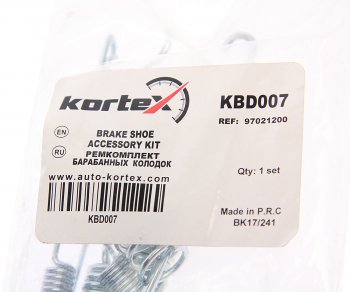 kortex
KBD007
REF: 97021200
EN
BRAKE SHOE
ACCESSORY KIT
RU
РЕМКОМПЛЕКТ
БАРАБАННЫХ КОЛОДОК
Qty: 1 set
www.auto-kortex.com
KBD007
Made in P.R.C
BK17/241